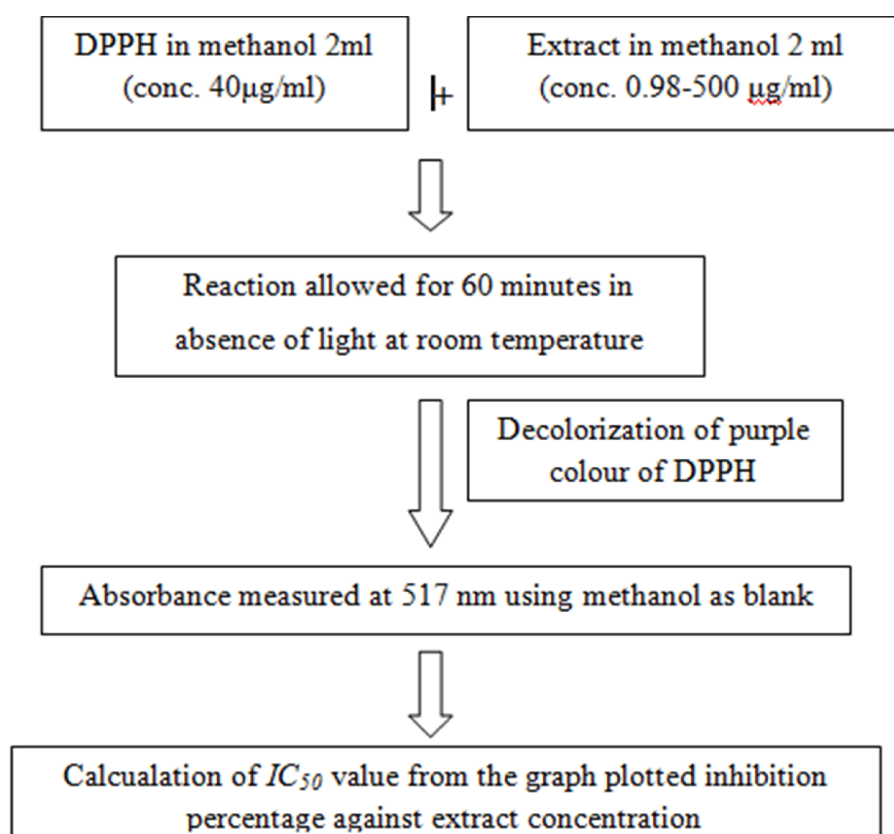 DPPH in methanol 2ml
(conc. 40μg/ml)
+
Extract in methanol 2 ml
(conc. 0.98-500 μg/ml)
Reaction allowed for 60 minutes in
absence of light at room temperature
Decolorization of purple
colour of DPPH
Absorbance measured at 517 nm using methanol as blank
Calcualation of IC50 value from the graph plotted inhibition
percentage against extract concentration